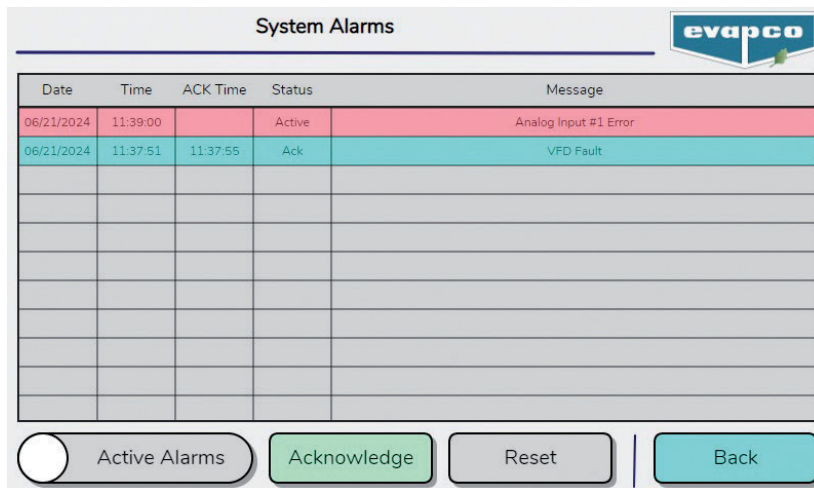 System Alarms
evapco
Date Time ACK Time Status Message
06/21/2024 11:39:00 Active Analog Input #1 Error
06/21/2024 11:37:51 11:37:55 Ack VFD Fault
Active Alarms Acknowledge Reset Back